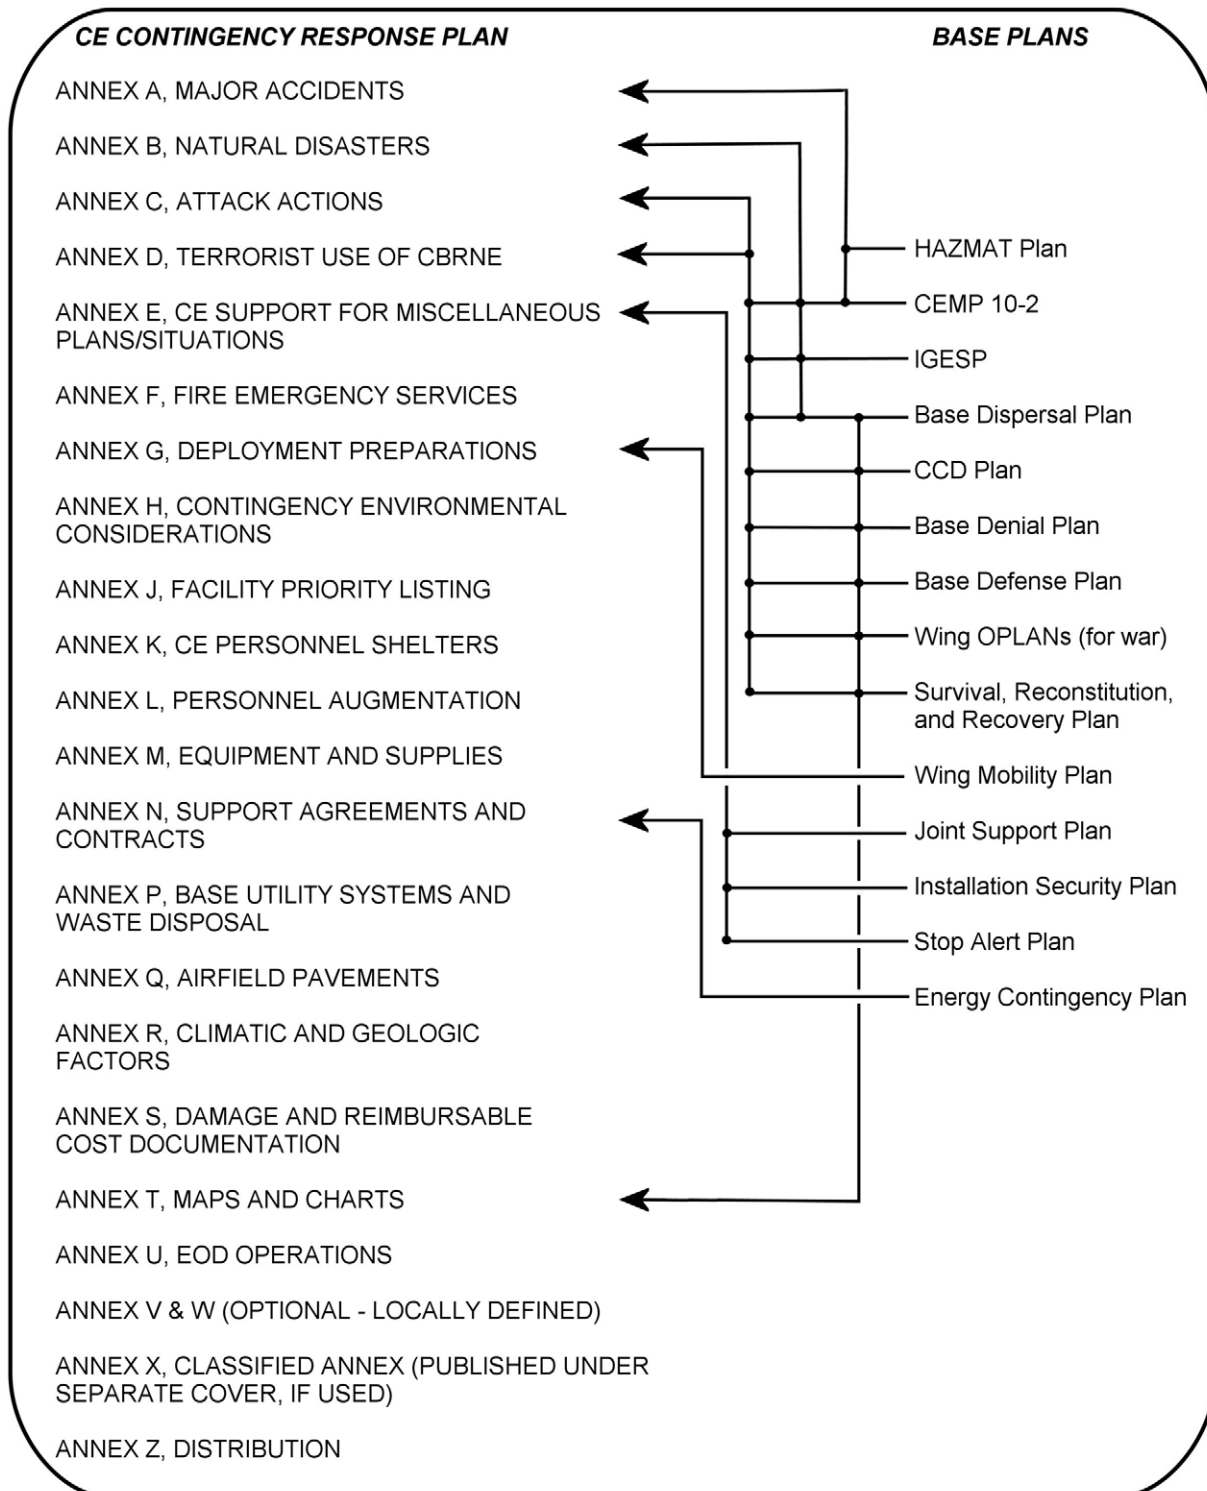 CE CONTINGENCY RESPONSE PLAN
BASE PLANS
ANNEX A, MAJOR ACCIDENTS
ANNEX B, NATURAL DISASTERS
ANNEX C, ATTACK ACTIONS
ANNEX D, TERRORIST USE OF CBRNE
ANNEX E, CE SUPPORT FOR MISCELLANEOUS
PLANS/SITUATIONS
ANNEX F, FIRE EMERGENCY SERVICES
ANNEX G, DEPLOYMENT PREPARATIONS
ANNEX H, CONTINGENCY ENVIRONMENTAL
CONSIDERATIONS
ANNEX J, FACILITY PRIORITY LISTING
ANNEX K, CE PERSONNEL SHELTERS
ANNEX L, PERSONNEL AUGMENTATION
ANNEX M, EQUIPMENT AND SUPPLIES
ANNEX N, SUPPORT AGREEMENTS AND
CONTRACTS
ANNEX P, BASE UTILITY SYSTEMS AND
WASTE DISPOSAL
ANNEX Q, AIRFIELD PAVEMENTS
ANNEX R, CLIMATIC AND GEOLOGIC
FACTORS
ANNEX S, DAMAGE AND REIMBURSABLE
COST DOCUMENTATION
ANNEX T, MAPS AND CHARTS
ANNEX U, EOD OPERATIONS
ANNEX V & W (OPTIONAL - LOCALLY DEFINED)
ANNEX X, CLASSIFIED ANNEX (PUBLISHED UNDER
SEPARATE COVER, IF USED)
ANNEX Z, DISTRIBUTION
HAZMAT Plan
CEMP 10-2
IGESP
Base Dispersal Plan
CCD Plan
Base Denial Plan
Base Defense Plan
Wing OPLANs (for war)
Survival, Reconstitution,
and Recovery Plan
Wing Mobility Plan
Joint Support Plan
Installation Security Plan
Stop Alert Plan
Energy Contingency Plan